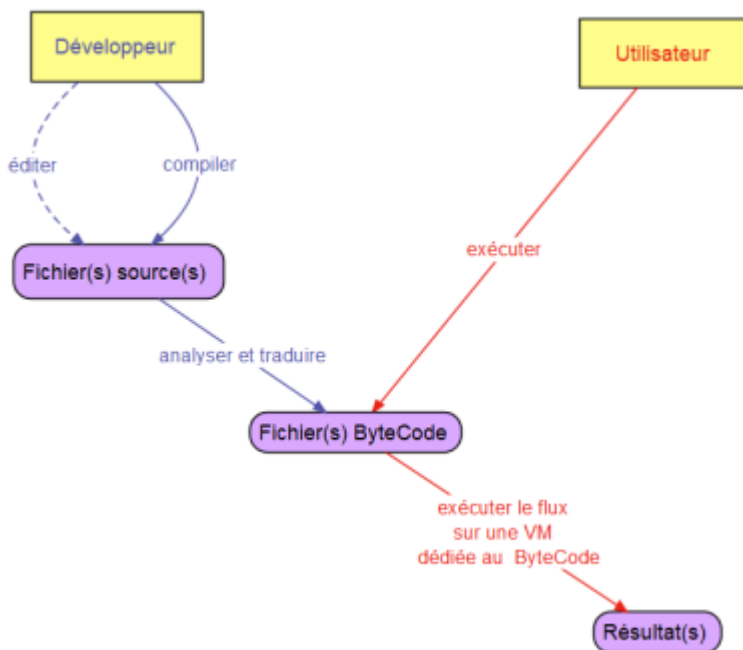 Développeur
Utilisateur
éditer
compiler
exécuter
Fichier(s) source(s)
analyser et traduire
Fichier(s) ByteCode
exécuter le flux
sur une VM
dédiée au ByteCode
Résultat(s)